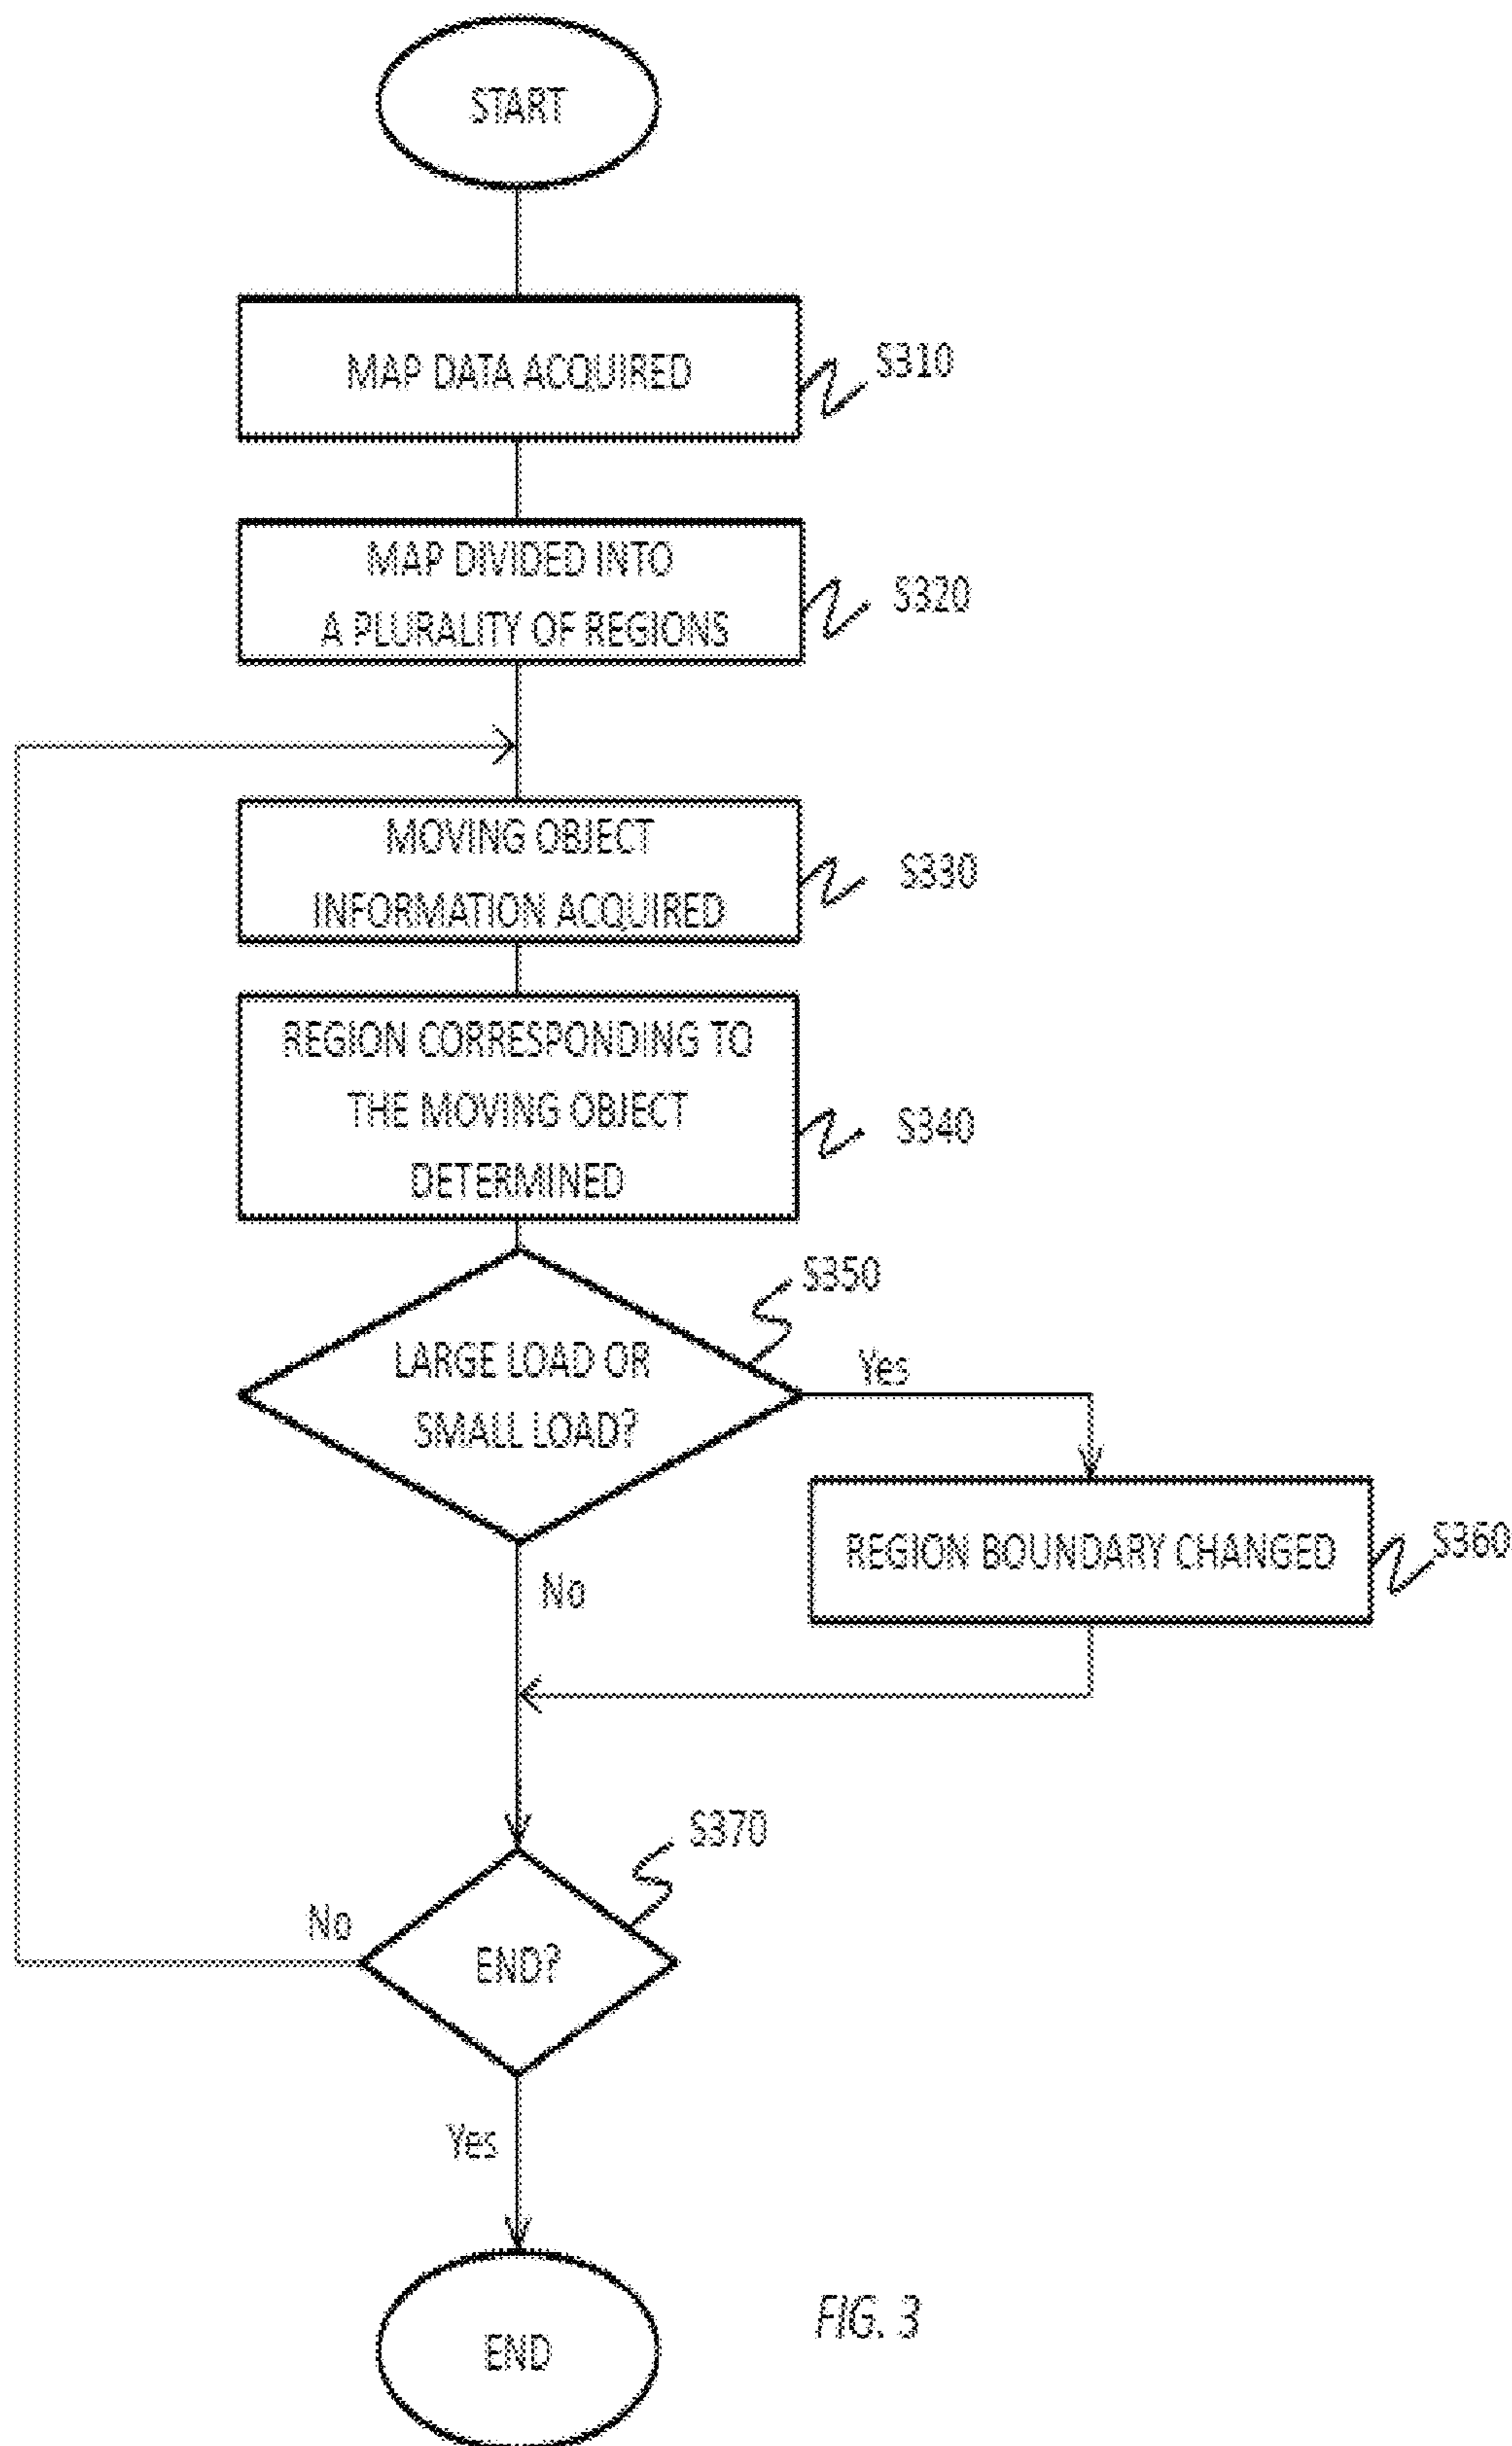 START
MAP DATA ACQUIRED
S310
MAP DIVIDED INTO
A PLURALITY OF REGIONS
S320
MOVING OBJECT
INFORMATION ACQUIRED
S330
REGION CORRESPONDING TO
THE MOVING OBJECT
DETERMINED
S340
LARGE LOAD OR
SMALL LOAD?
S350
Yes
No
REGION BOUNDARY CHANGED
S360
END?
S370
No
Yes
END
FIG. 3